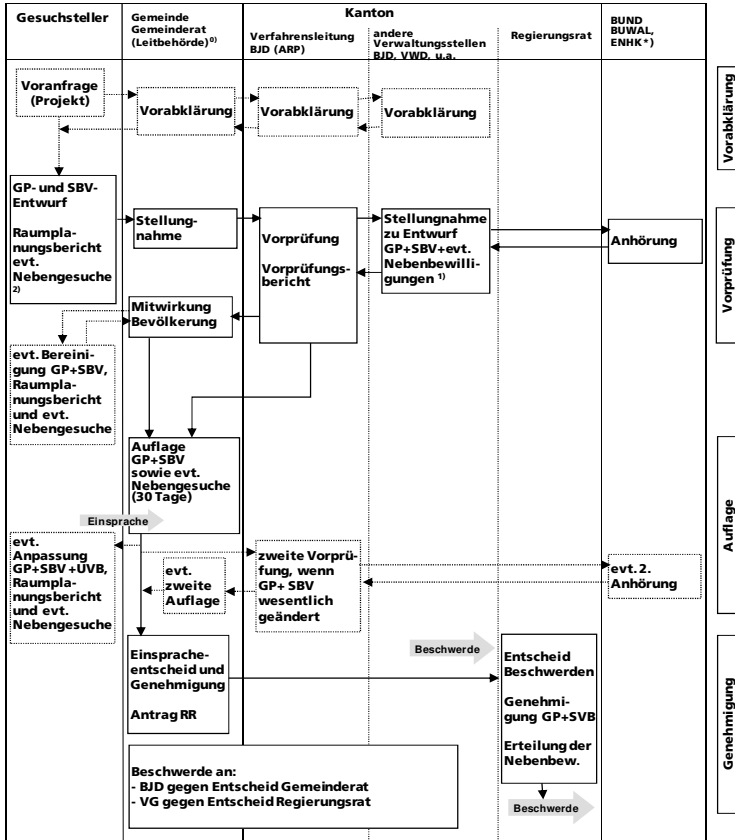 Gesuchsteller
Gemeinde
Gemeinderat
(Leitbehörde)⁰⁾
Kanton
Verfahrensleitung
BJD (ARP)
andere
Verwaltungsstellen
BJD, VWD, u.a.
Regierungsrat
BUND
BUWAL,
ENHK*)
Voranfrage
(Projekt)
Vorabklärung
Vorabklärung
Vorabklärung
Vorabklärung
GP- und SBV-
Entwurf
Raumpla-
nungsbericht
evt.
Nebengesuche
2)
Stellung-
nahme
Vorprüfung
Vorprüfungs-
bericht
Stellungnahme
zu Entwurf
GP+SBV+evt.
Nebenbewilli-
gungen ¹⁾
Anhörung
Vorprüfung
Mitwirkung
Bevölkerung
evt. Bereini-
gung GP+SBV,
Raumpla-
nungsbericht
und evt.
Nebengesuche
Auflage
GP+SBV
sowie evt.
Nebengesuche
(30 Tage)
Einsprache
Auflage
evt.
Anpassung
GP+SBV+UVB,
Raumpla-
nungsbericht
und evt.
Nebengesuche
evt.
zweite
Auflage
zweite Vorprü-
fung, wenn
GP+ SBV
wesentlich
geändert
evt. 2.
Anhörung
Einsprache-
entscheid und
Genehmigung
Antrag RR
Beschwerde
Entscheid
Beschwerden
Genehmi-
gung GP+SVB
Erteilung der
Nebenbew.
Genehmigung
Beschwerde an:
- BJD gegen Entscheid Gemeinderat
- VG gegen Entscheid Regierungsrat
Beschwerde